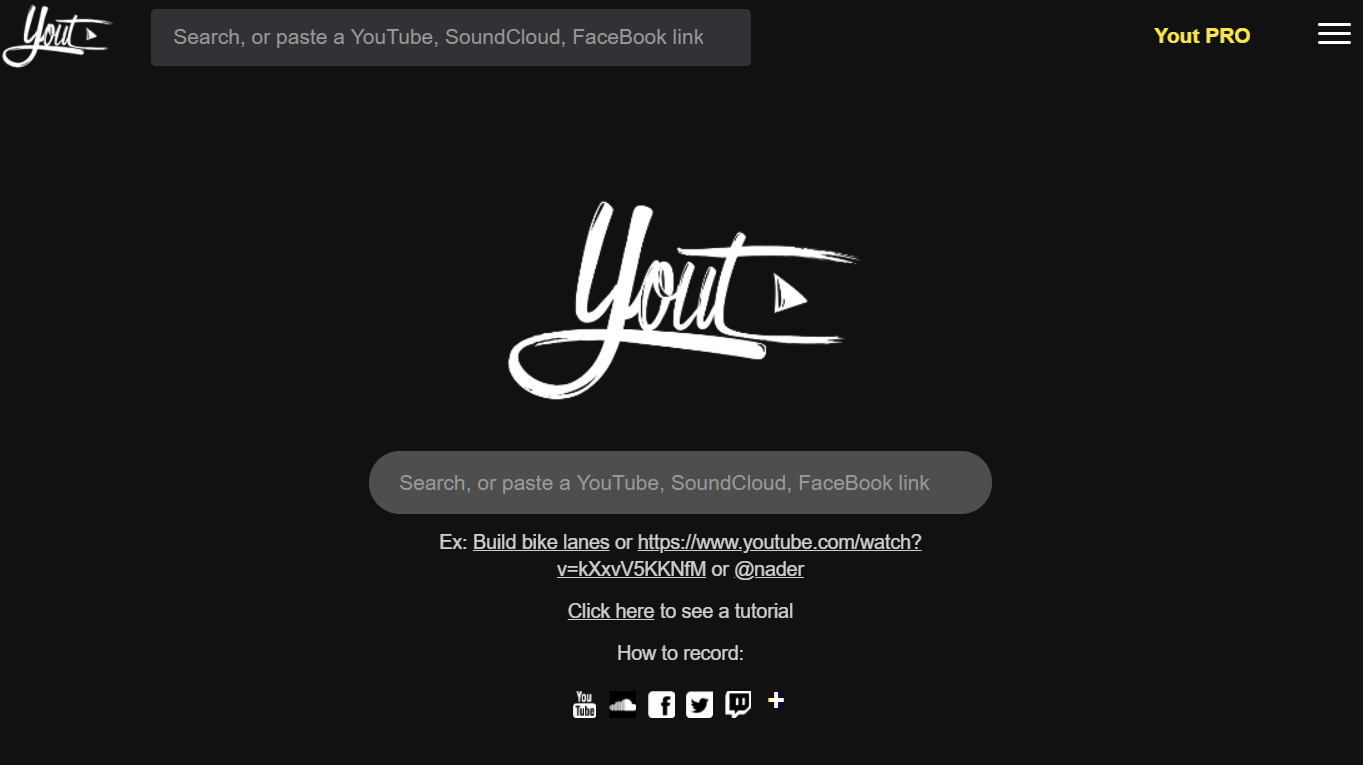 Yout
Search, or paste a YouTube, SoundCloud, FaceBook link
Yout PRO
Yout
Search, or paste a YouTube, SoundCloud, FaceBook link
Ex: Build bike lanes or https://www.youtube.com/watch?
v=kXxvV5KKNfM or @nader
Click here to see a tutorial
How to record:
You
Tube